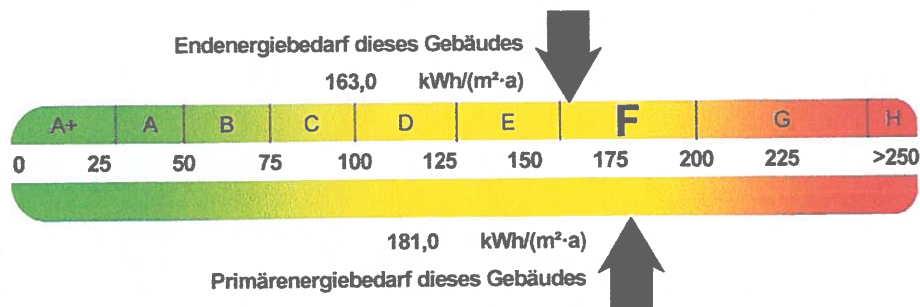 Endenergiebedarf dieses Gebäudes
163,0 kWh/(m²·a)
A+ A B C D E F G H
0 25 50 75 100 125 150 175 200 225 >250
181,0 kWh/(m²·a)
Primärenergiebedarf dieses Gebäudes